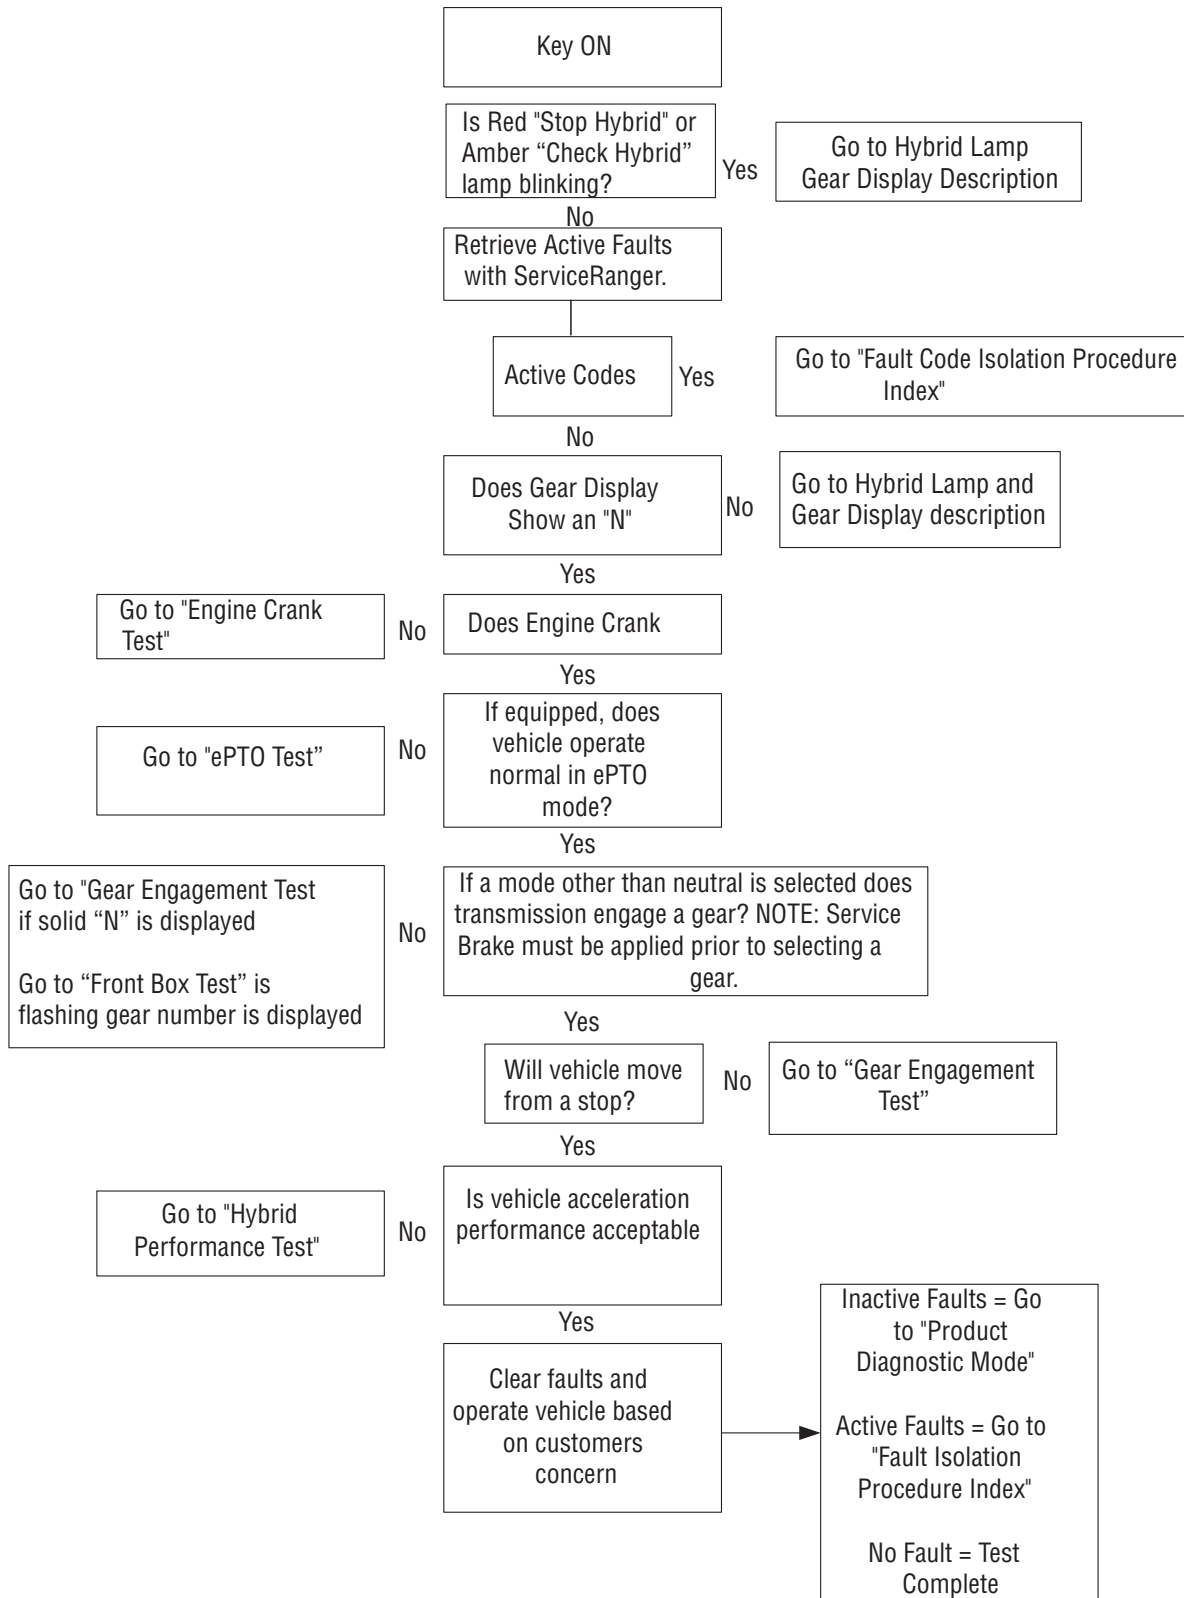 Key ON
Is Red "Stop Hybrid" or
Amber “Check Hybrid”
lamp blinking?
Yes
Go to Hybrid Lamp
Gear Display Description
No
Retrieve Active Faults
with ServiceRanger.
Active Codes
Yes
Go to "Fault Code Isolation Procedure
Index"
No
Does Gear Display
Show an "N"
No
Go to Hybrid Lamp and
Gear Display description
Yes
Go to "Engine Crank
Test"
No
Does Engine Crank
Yes
Go to "ePTO Test”
No
If equipped, does
vehicle operate
normal in ePTO
mode?
Yes
Go to "Gear Engagement Test
if solid “N” is displayed
Go to “Front Box Test” is
flashing gear number is displayed
No
If a mode other than neutral is selected does
transmission engage a gear? NOTE: Service
Brake must be applied prior to selecting a
gear.
Yes
Will vehicle move
from a stop?
No
Go to “Gear Engagement
Test”
Yes
Go to "Hybrid
Performance Test"
No
Is vehicle acceleration
performance acceptable
Yes
Clear faults and
operate vehicle based
on customers
concern
Inactive Faults = Go
to "Product
Diagnostic Mode"
Active Faults = Go to
"Fault Isolation
Procedure Index"
No Fault = Test
Complete